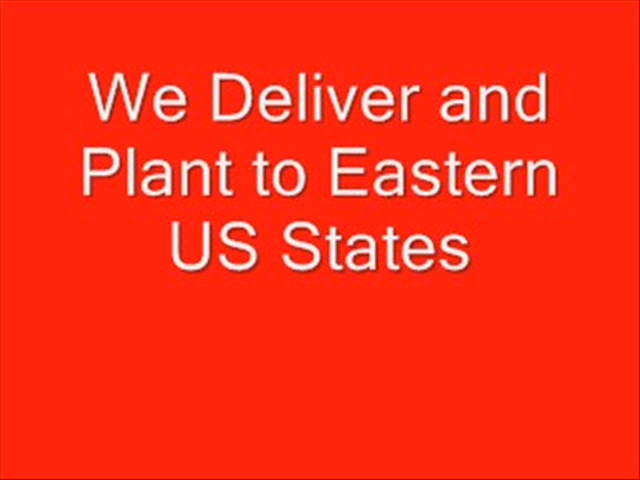 We Deliver and
Plant to Eastern
US States